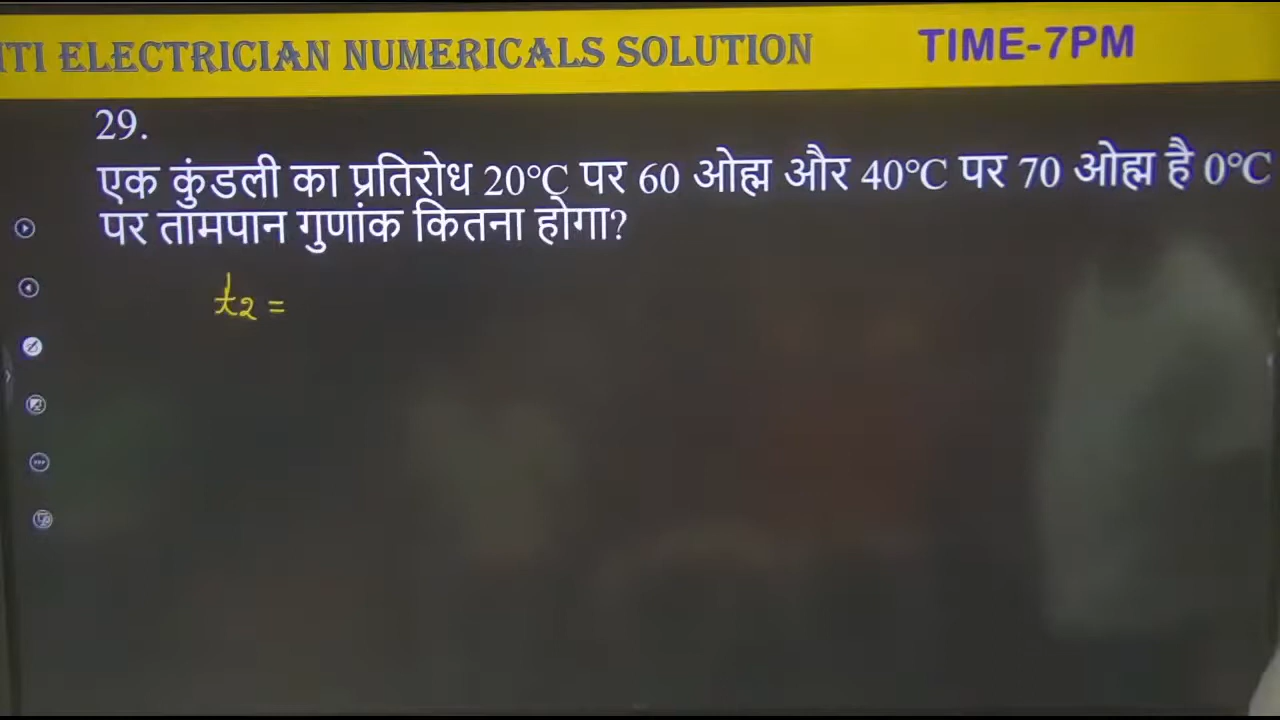 ITI ELECTRICIAN NUMERICALS SOLUTION TIME-7PM
29.
एक कुंडली का प्रतिरोध 20°C पर 60 ओह्म और 40°C पर 70 ओह्म है 0°C
पर तामपान गुणांक कितना होगा?
t2 =